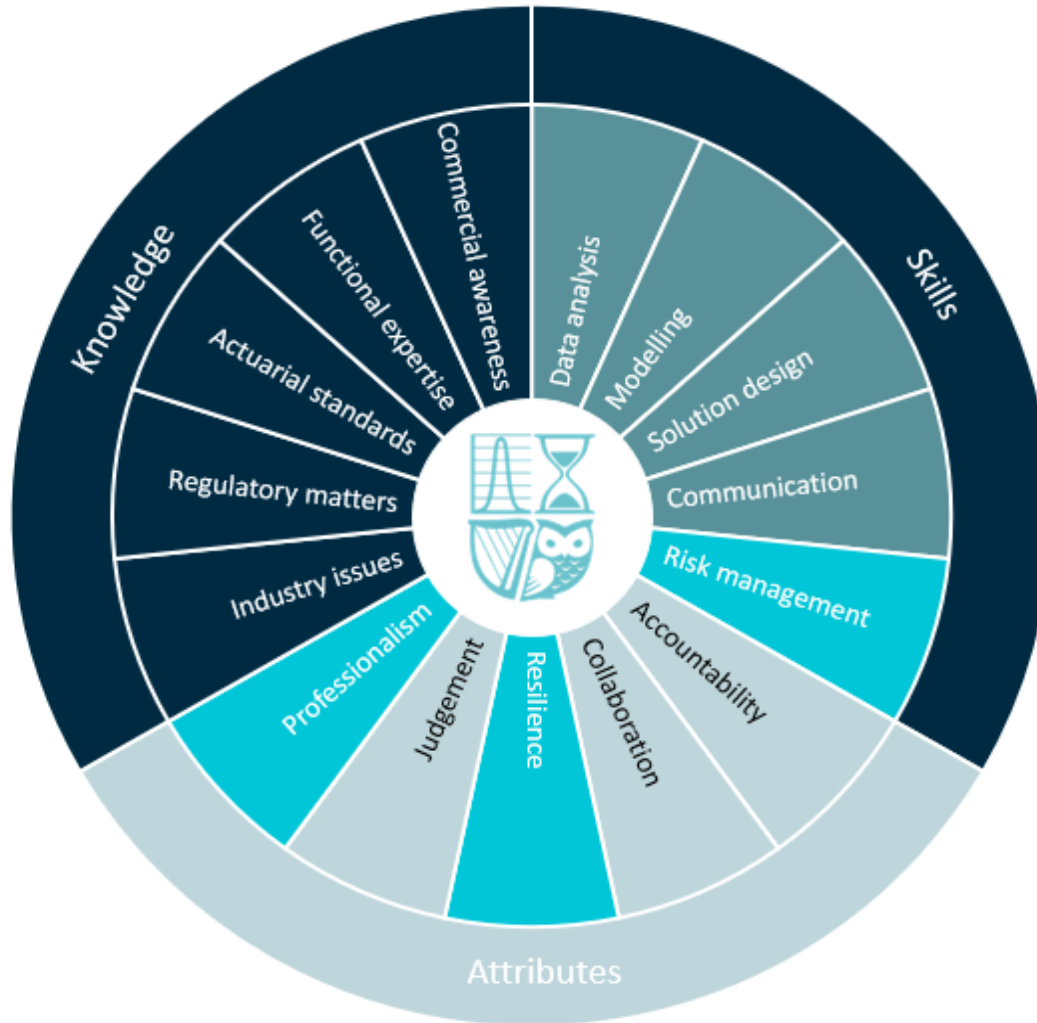 Knowledge
Skills
Attributes
Commercial awareness
Functional expertise
Actuarial standards
Regulatory matters
Industry issues
Data analysis
Modelling
Solution design
Communication
Risk management
Accountability
Collaboration
Resilience
Judgement
Professionalism